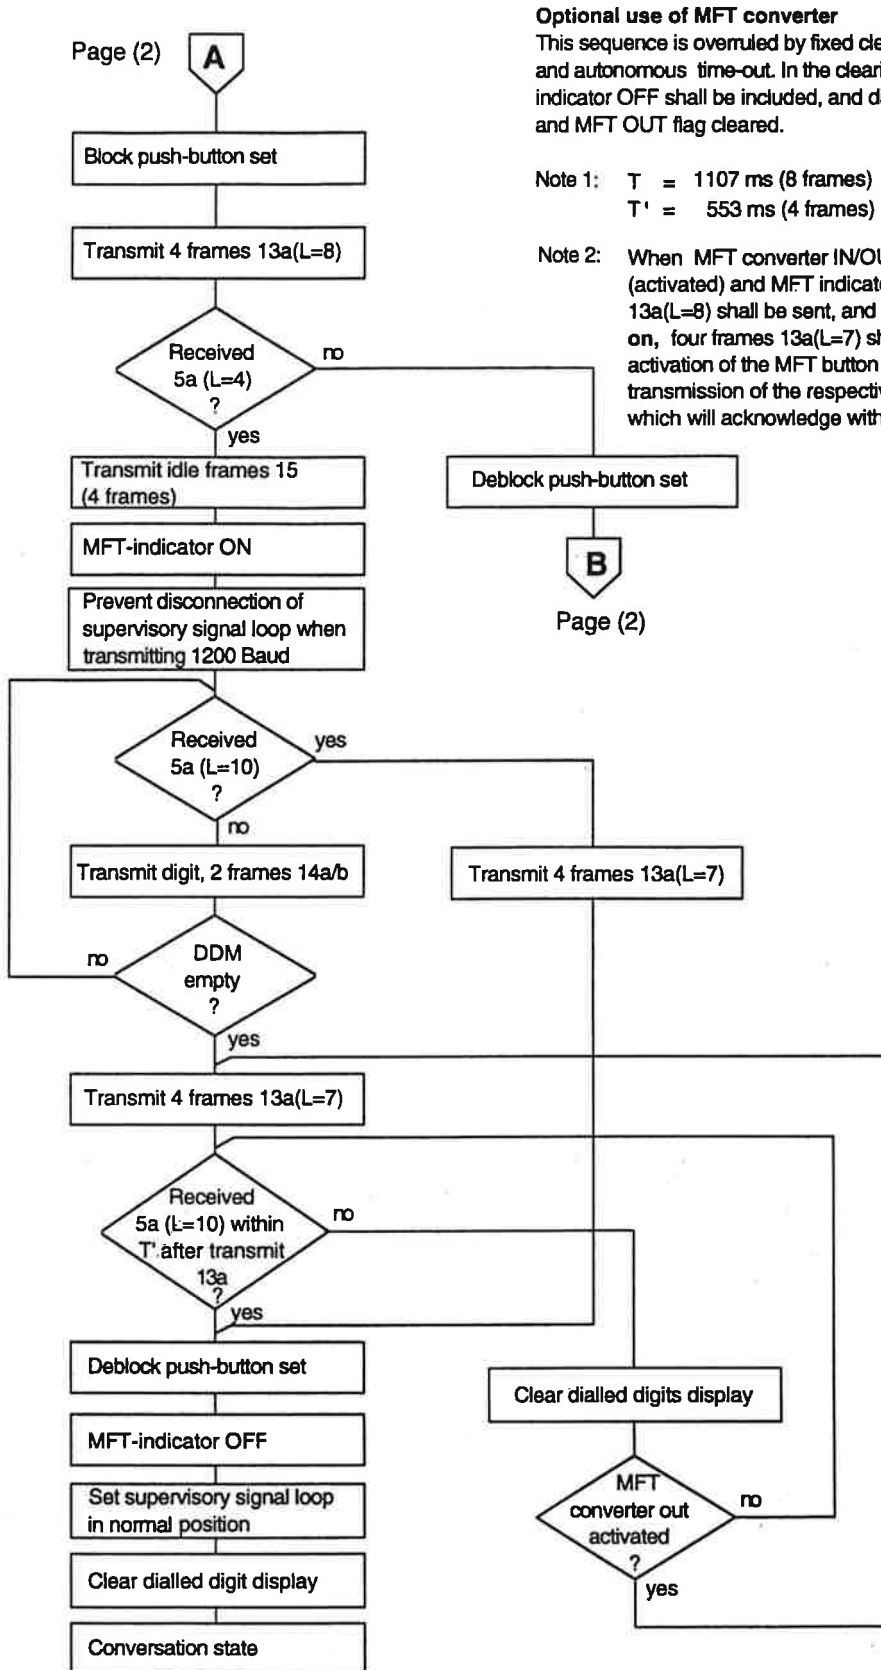 Page (2)
A
Optional use of MFT converter
This sequence is overruled by fixed cle
and autonomous time-out. In the cleari
indicator OFF shall be included, and d
and MFT OUT flag cleared.
Note 1: T = 1107 ms (8 frames)
T' = 553 ms (4 frames)
Note 2: When MFT converter IN/OU
(activated) and MFT indicat
13a(L=8) shall be sent, and
on, four frames 13a(L=7) sh
activation of the MFT button
transmission of the respectiv
which will acknowledge with
Block push-button set
Transmit 4 frames 13a(L=8)
Received
5a (L=4)
?
no
yes
Transmit idle frames 15
(4 frames)
Deblock push-button set
MFT-indicator ON
B
Page (2)
Prevent disconnection of
supervisory signal loop when
transmitting 1200 Baud
Received
5a (L=10)
?
yes
no
Transmit digit, 2 frames 14a/b
Transmit 4 frames 13a(L=7)
DDM
empty
?
no
yes
Transmit 4 frames 13a(L=7)
Received
5a (L=10) within
T' after transmit
13a
?
no
yes
Deblock push-button set
Clear dialled digits display
MFT-indicator OFF
MFT
converter out
activated
?
no
yes
Set supervisory signal loop
in normal position
Clear dialled digit display
Conversation state